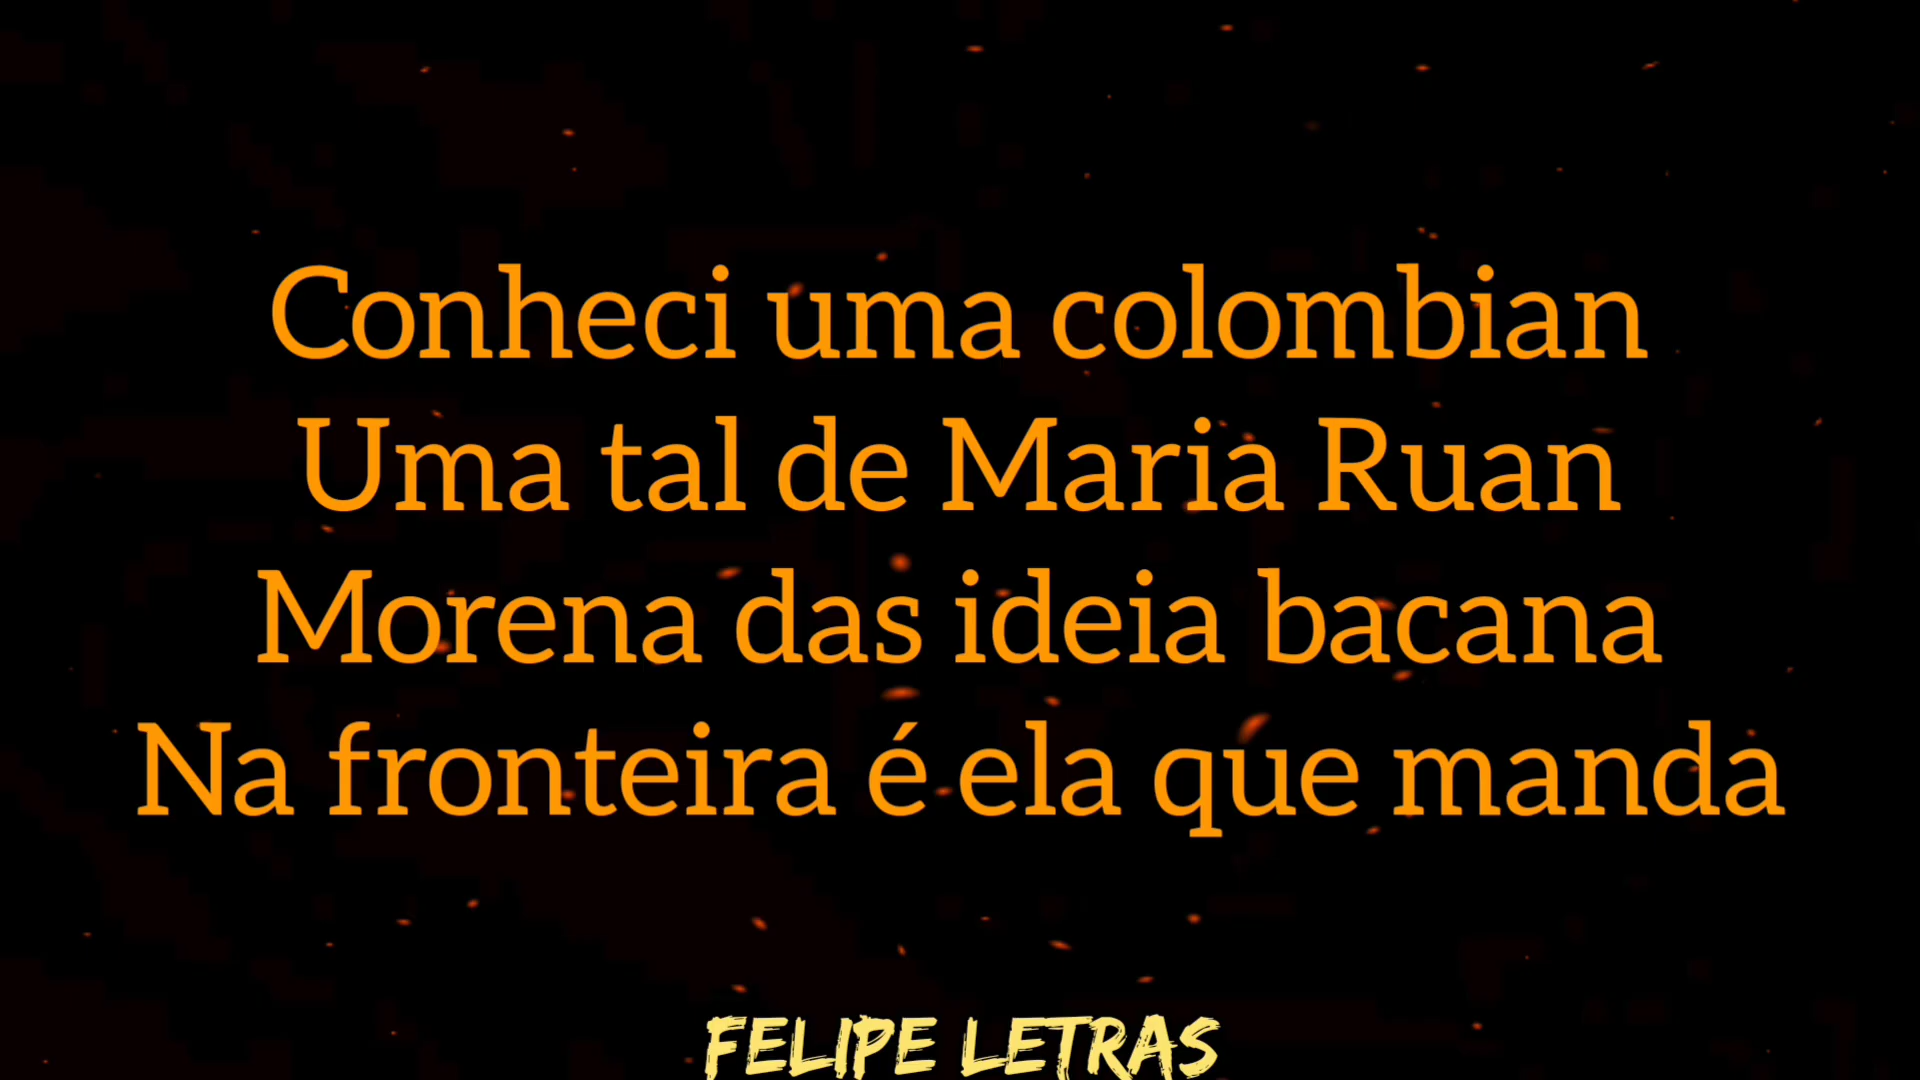 Conheci uma colombian
Uma tal de Maria Ruan
Morena das ideia bacana
Na fronteira é ela que manda
FELIPE LETRAS